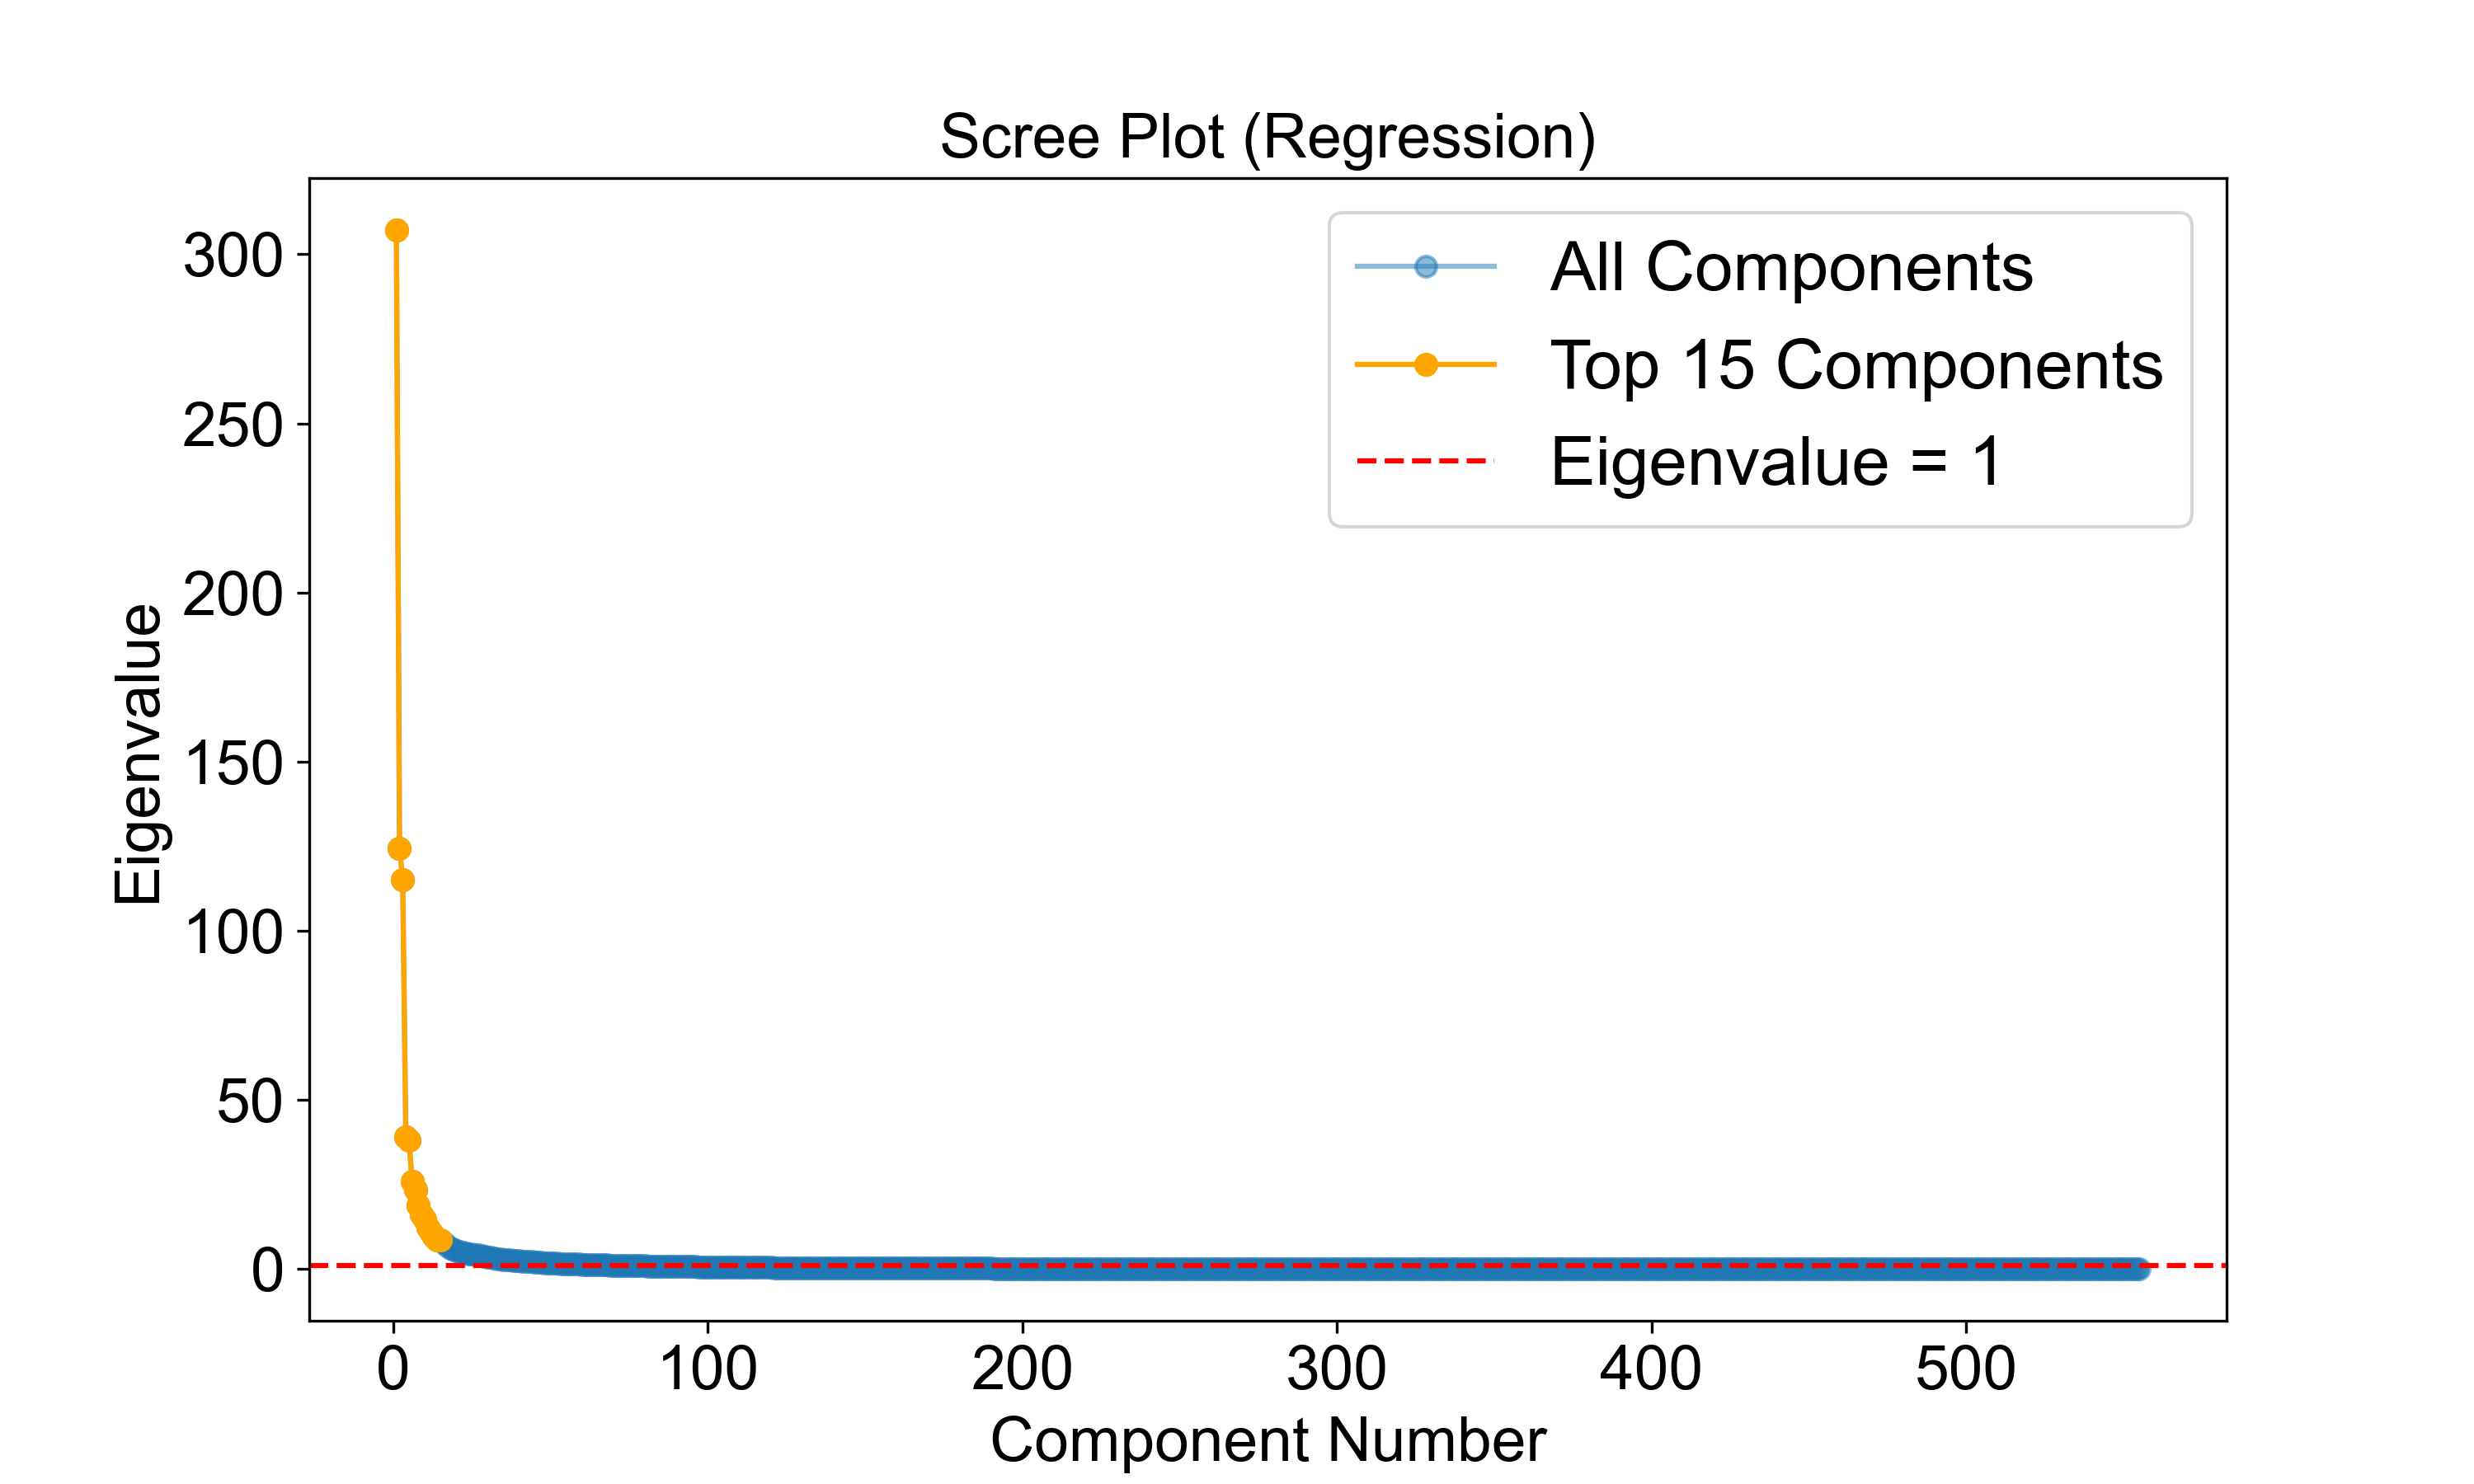 Scree Plot (Regression)
All Components
Top 15 Components
Eigenvalue = 1
Eigenvalue
300
250
200
150
100
50
0
0 100 200 300 400 500
Component Number